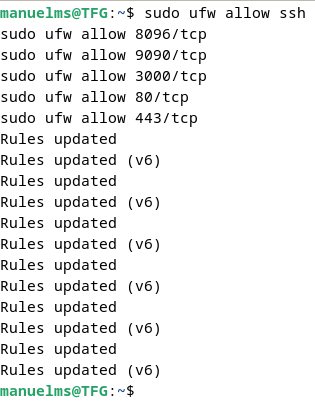 manuelms@TFG:~$ sudo ufw allow ssh
sudo ufw allow 8096/tcp
sudo ufw allow 9090/tcp
sudo ufw allow 3000/tcp
sudo ufw allow 80/tcp
sudo ufw allow 443/tcp
Rules updated
Rules updated (v6)
Rules updated
Rules updated (v6)
Rules updated
Rules updated (v6)
Rules updated
Rules updated (v6)
Rules updated
Rules updated (v6)
Rules updated
Rules updated (v6)
manuelms@TFG:~$